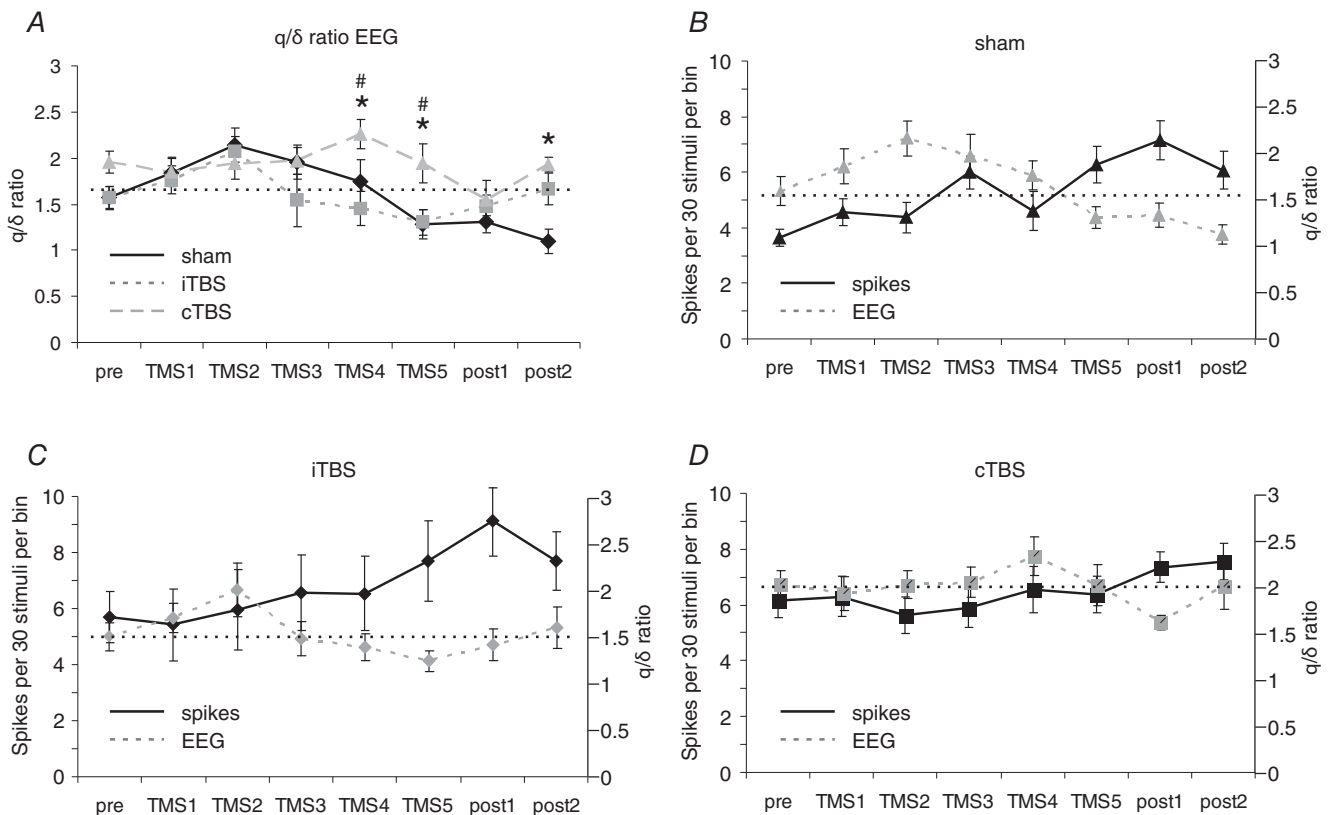 A
q/δ ratio EEG
3
2.5
2
1.5
1
0.5
0
q/δ ratio
#
*
#
*
*
sham
iTBS
cTBS
pre TMS1 TMS2 TMS3 TMS4 TMS5 post1 post2
B
sham
10
8
6
4
2
0
Spikes per 30 stimuli per bin
3
2.5
2
1.5
1
0.5
0
q/δ ratio
spikes
EEG
pre TMS1 TMS2 TMS3 TMS4 TMS5 post1 post2
C
iTBS
10
8
6
4
2
0
Spikes per 30 stimuli per bin
3
2.5
2
1.5
1
0.5
0
q/δ ratio
spikes
EEG
pre TMS1 TMS2 TMS3 TMS4 TMS5 post1 post2
D
cTBS
10
8
6
4
2
0
Spikes per 30 stimuli per bin
3
2.5
2
1.5
1
0.5
0
q/δ ratio
spikes
EEG
pre TMS1 TMS2 TMS3 TMS4 TMS5 post1 post2